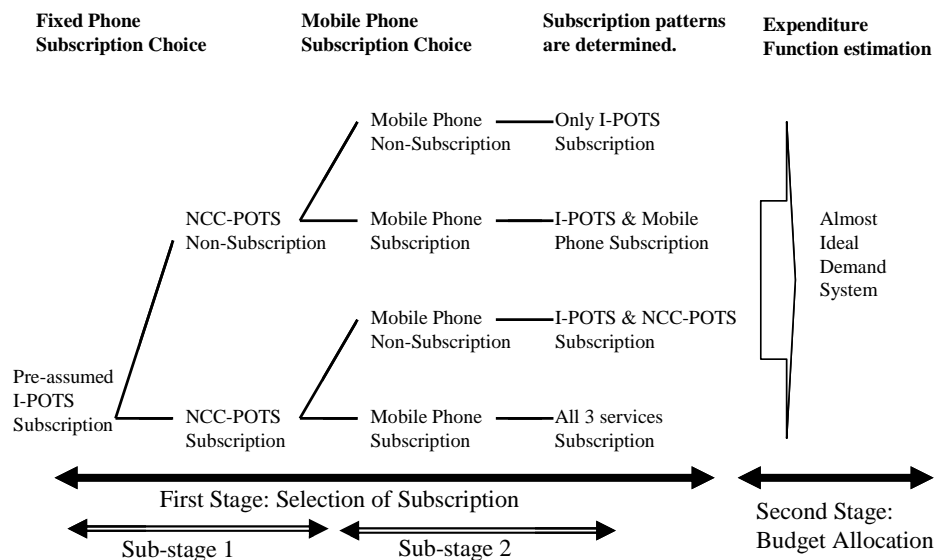 Fixed Phone
Subscription Choice
Mobile Phone
Subscription Choice
Subscription patterns
are determined.
Expenditure
Function estimation
Mobile Phone
Non-Subscription
Only I-POTS
Subscription
NCC-POTS
Non-Subscription
Mobile Phone
Subscription
I-POTS & Mobile
Phone Subscription
Almost
Ideal
Demand
System
Mobile Phone
Non-Subscription
I-POTS & NCC-POTS
Subscription
Pre-assumed
I-POTS
Subscription
NCC-POTS
Subscription
Mobile Phone
Subscription
All 3 services
Subscription
First Stage: Selection of Subscription
Second Stage:
Budget Allocation
Sub-stage 1
Sub-stage 2